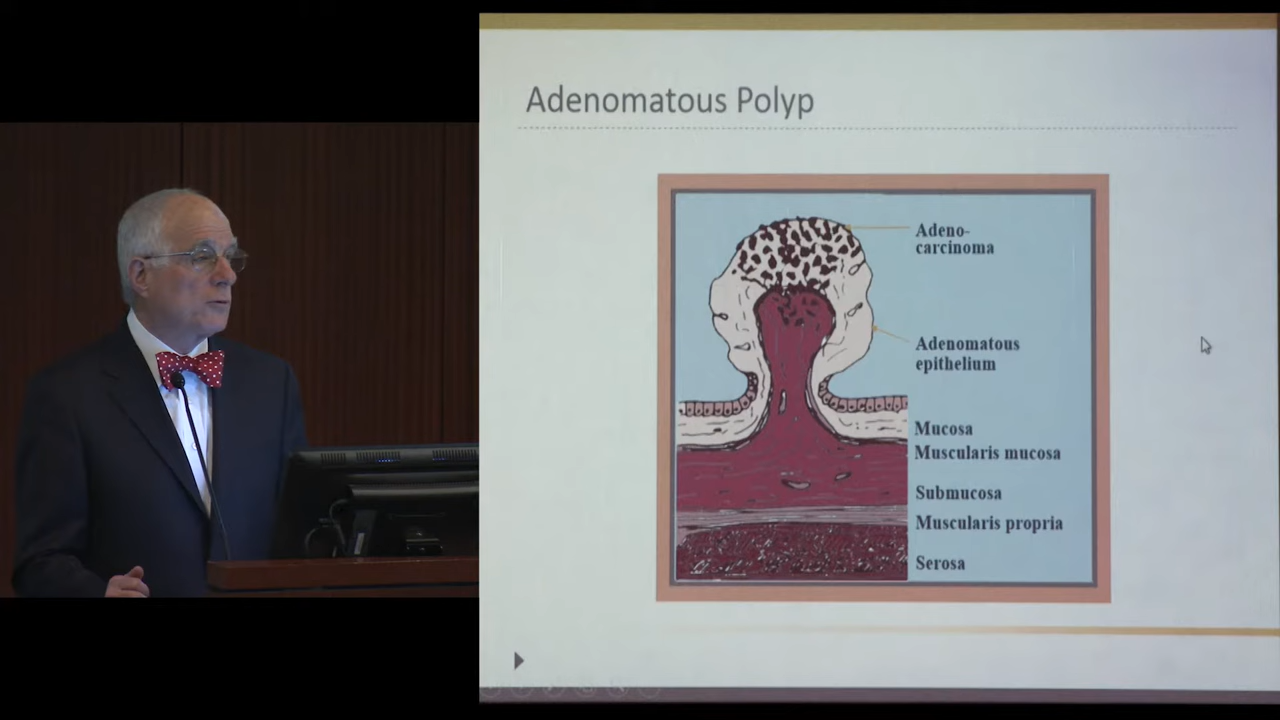 Adenomatous Polyp
Adeno-
carcinoma
Adenomatous
epithelium
Mucosa
Muscularis mucosa
Submucosa
Muscularis propria
Serosa